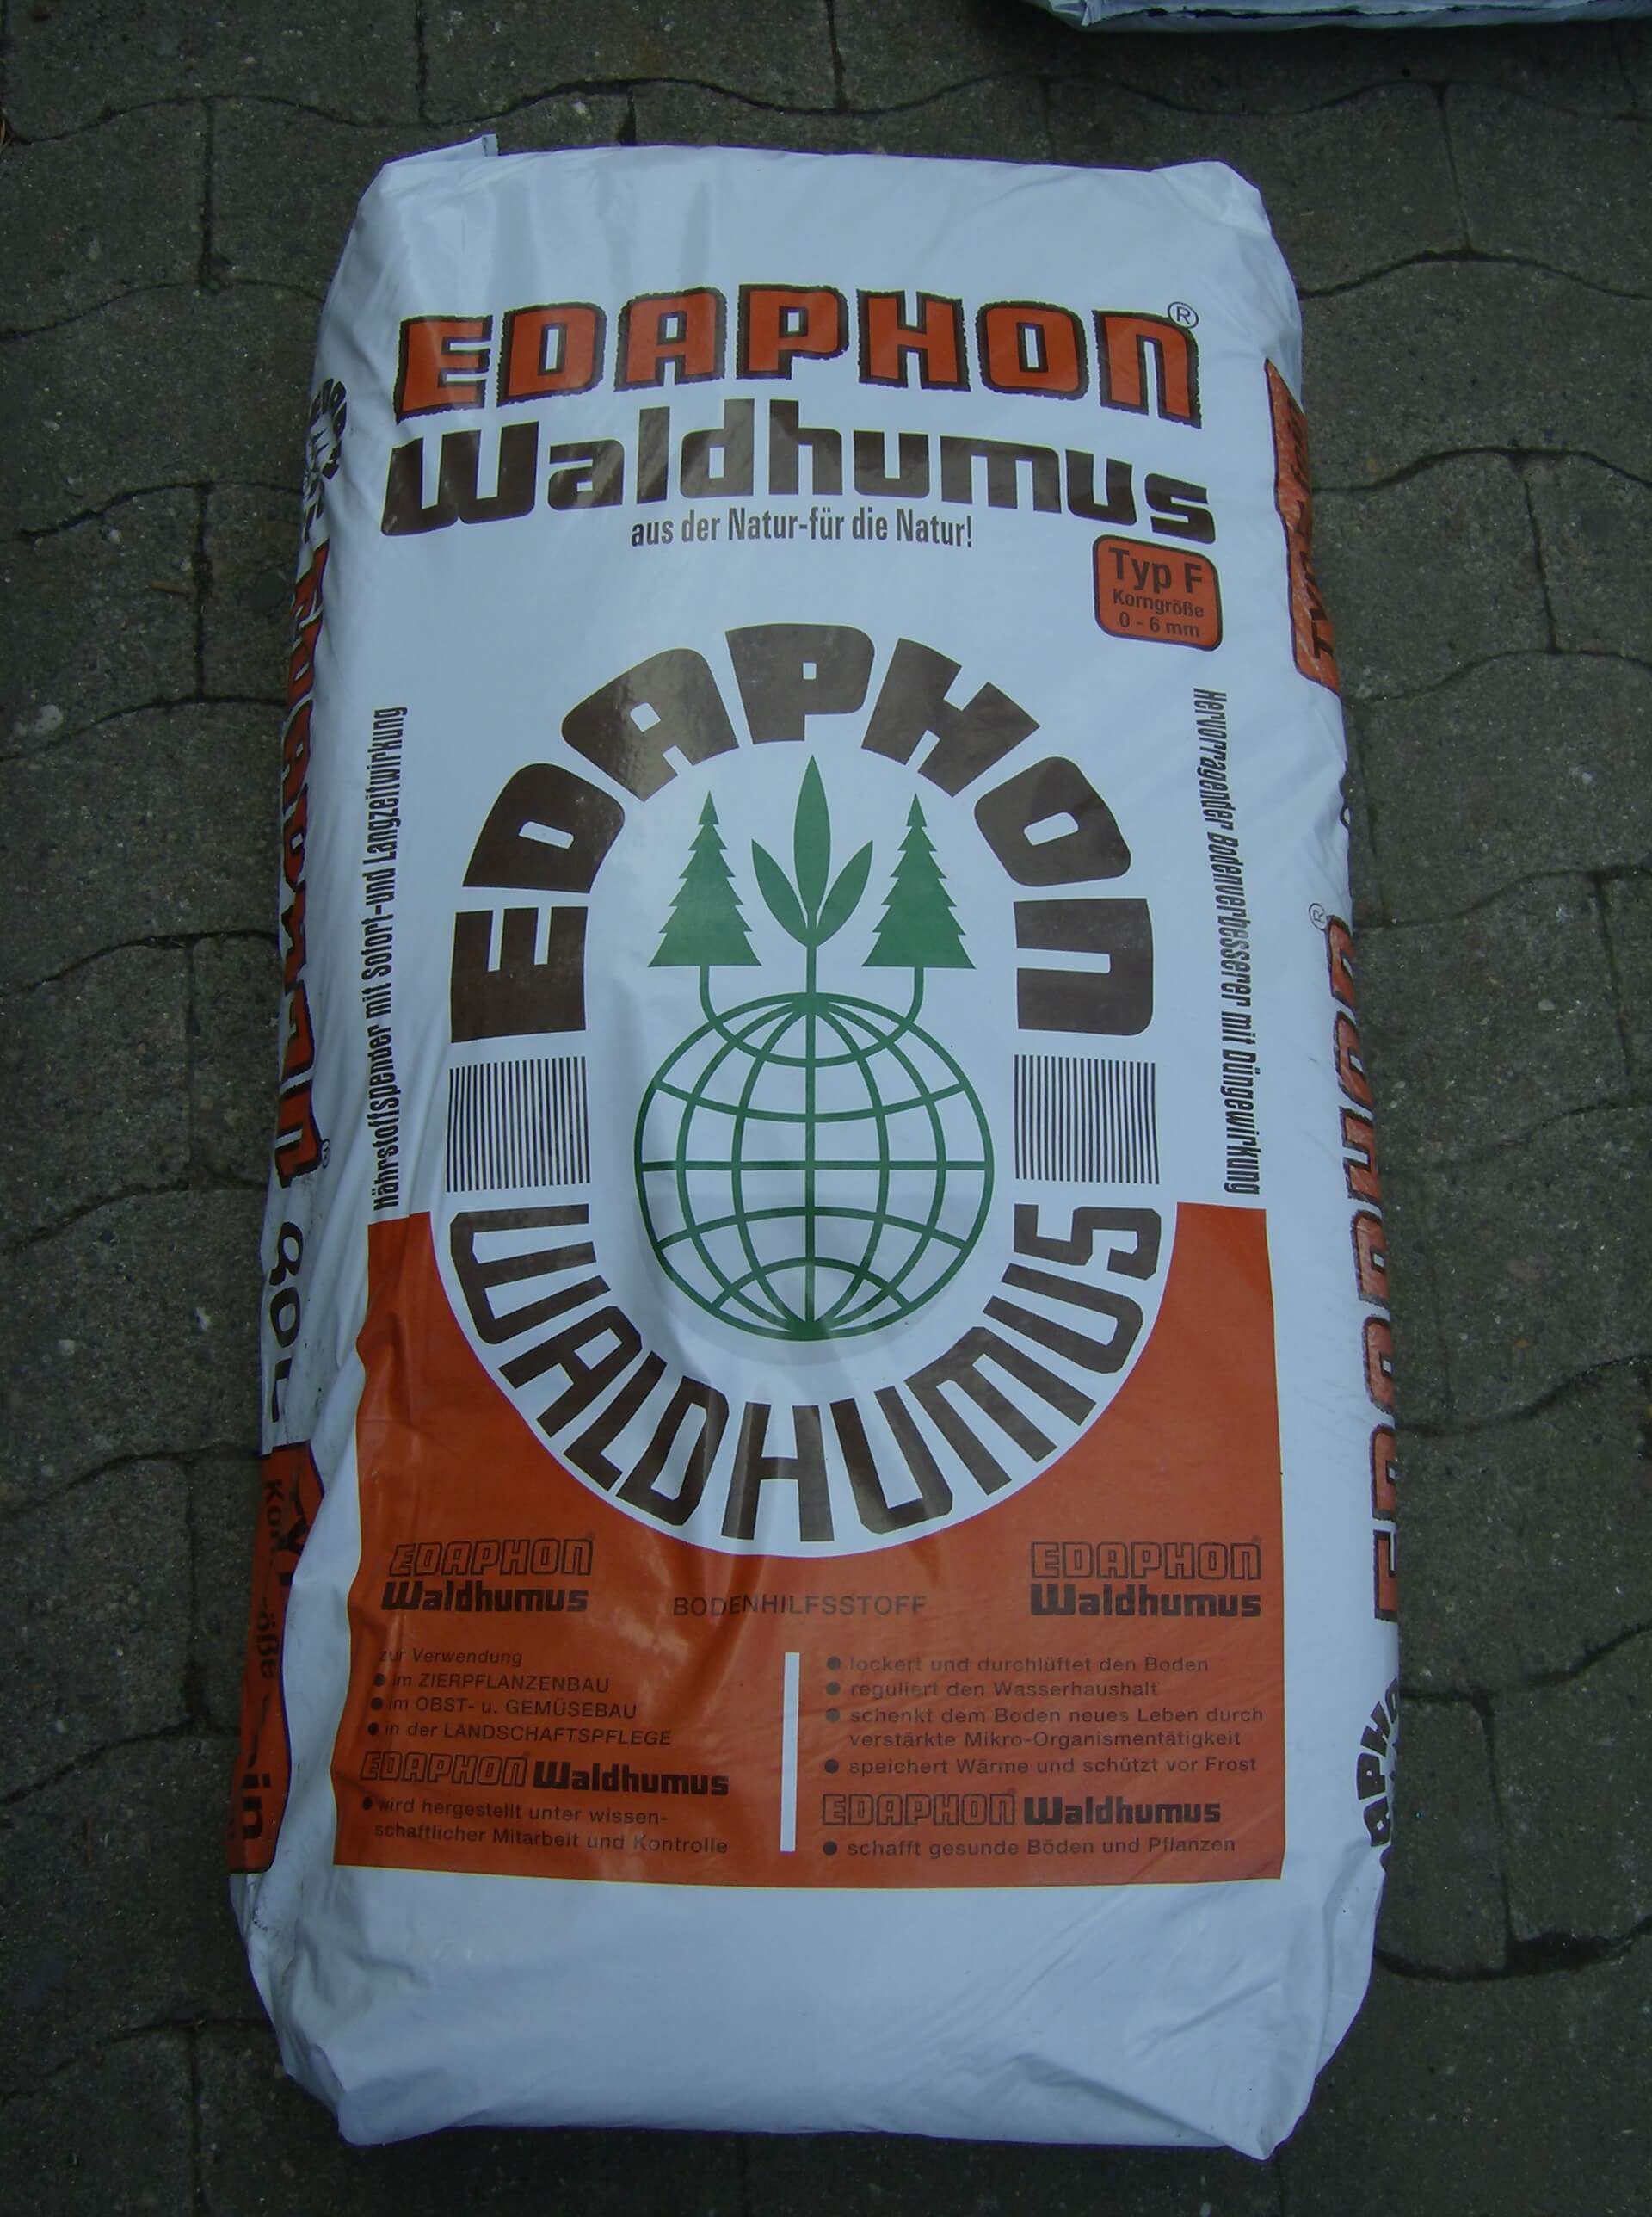 EDAPHON®
Waldhumus
aus der Natur-für die Natur!
Typ F
Korngröße
0 - 6 mm
Nährstoffspender mit Sofort-und Langzeitwirkung
Hervorragender Bodenverbesserer mit Düngewirkung
EDAPHON
WALDHUMUS
EDAPHON®
Waldhumus
BODENHILFSSTOFF
EDAPHON®
Waldhumus
zur Verwendung
● im ZIERPFLANZENBAU
● im OBST- u. GEMÜSEBAU
● in der LANDSCHAFTSPFLEGE
EDAPHON® Waldhumus
● wird hergestellt unter wissen-
schaftlicher Mitarbeit und Kontrolle
● lockert und durchlüftet den Boden
● reguliert den Wasserhaushalt
● schenkt dem Boden neues Leben durch
verstärkte Mikro-Organismentätigkeit
● speichert Wärme und schützt vor Frost
EDAPHON® Waldhumus
● schafft gesunde Böden und Pflanzen
EDAPHON®
80L
EDAPHON®